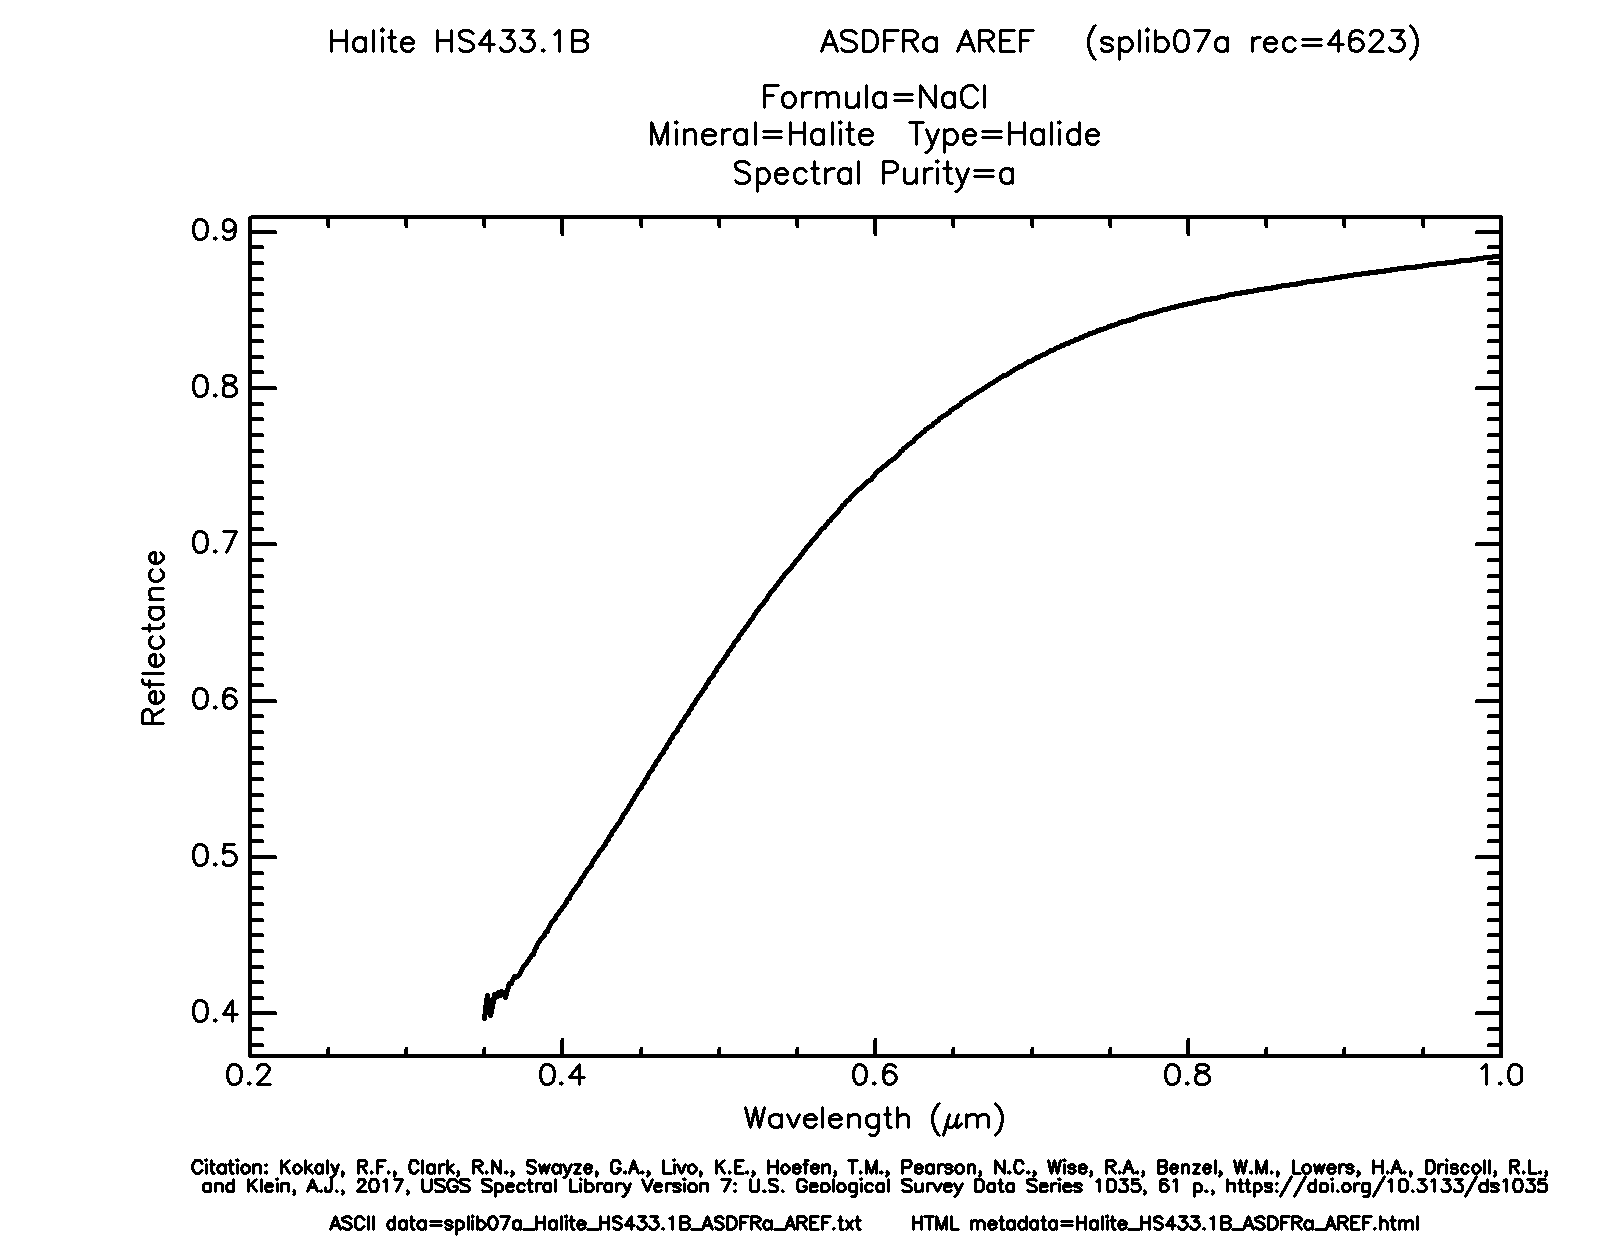 Halite HS433.1B ASDFRa AREF (splib07a rec=4623)
Formula=NaCl
Mineral=Halite Type=Halide
Spectral Purity=a
0.9
0.8
0.7
0.6
0.5
0.4
Reflectance
0.2 0.4 0.6 0.8 1.0
Wavelength (μm)
Citation: Kokaly, R.F., Clark, R.N., Swayze, G.A., Livo, K.E., Hoefen, T.M., Pearson, N.C., Wise, R.A., Benzel, W.M., Lowers, H.A., Driscoll, R.L.,
and Klein, A.J., 2017, USGS Spectral Library Version 7: U.S. Geological Survey Data Series 1035, 61 p., https://doi.org/10.3133/ds1035
ASCII data=splib07a_Halite_HS433.1B_ASDFRa_AREF.txt HTML metadata=Halite_HS433.1B_ASDFRa_AREF.html